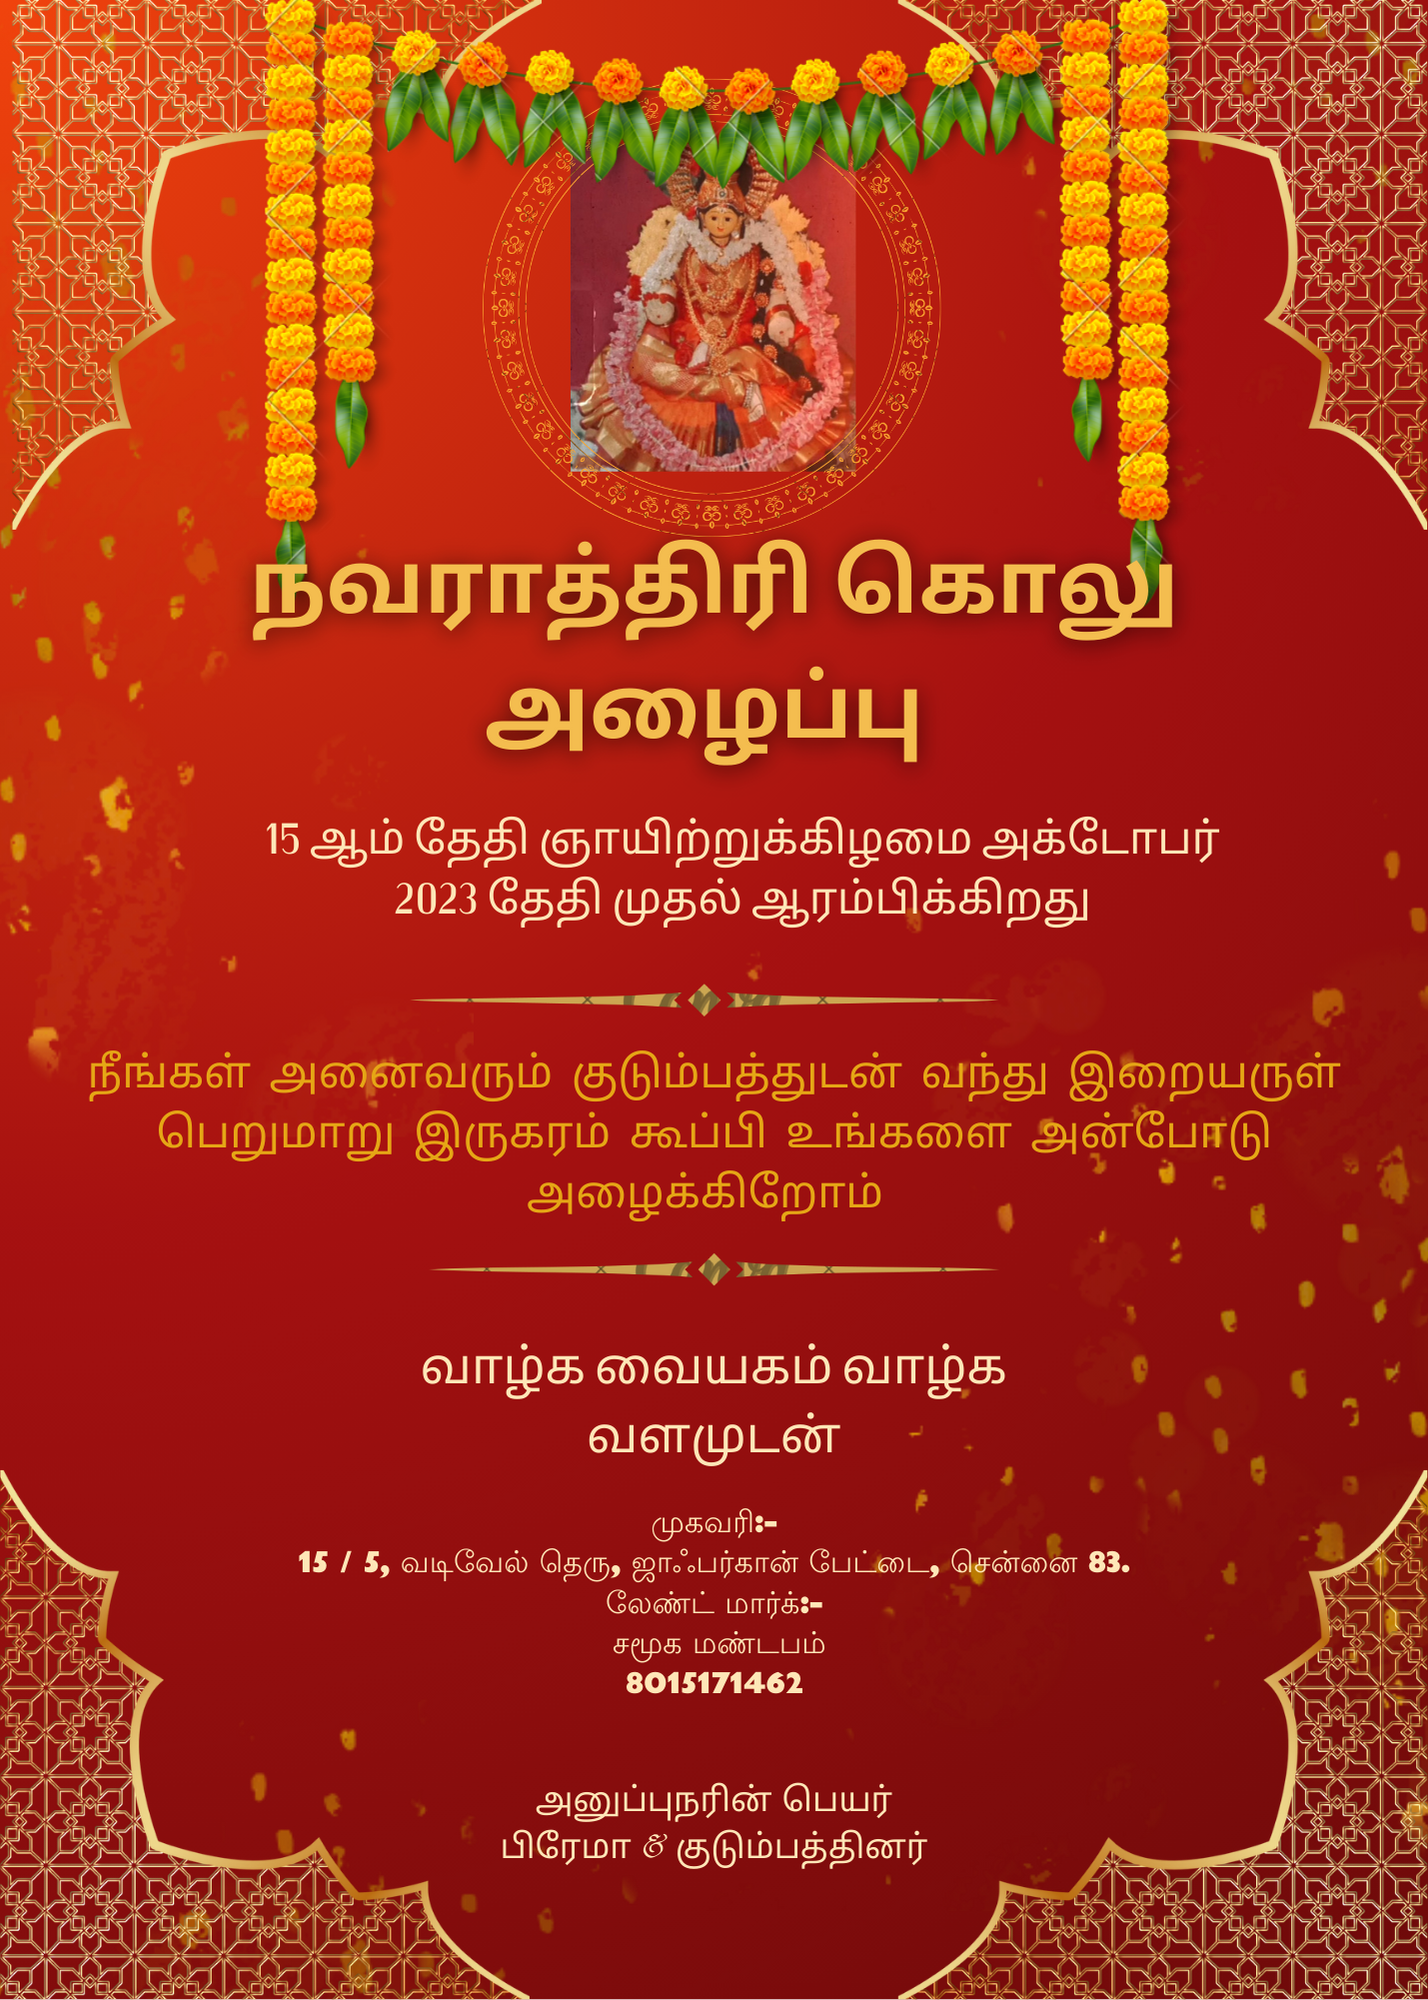 நவராத்திரி கொலு
அழைப்பு
15 ஆம் தேதி ஞாயிற்றுக்கிழமை அக்டோபர்
2023 தேதி முதல் ஆரம்பிக்கிறது
நீங்கள் அனைவரும் குடும்பத்துடன் வந்து இறையருள்
பெறுமாறு இருகரம் கூப்பி உங்களை அன்போடு
அழைக்கிறோம்
வாழ்க வையகம் வாழ்க
வளமுடன்
முகவரி:-
15 / 5, வடிவேல் தெரு, ஜாஃபர்கான் பேட்டை, சென்னை 83.
லேண்ட் மார்க்:-
சமூக மண்டபம்
8015171462
அனுப்புநரின் பெயர்
பிரேமா & குடும்பத்தினர்